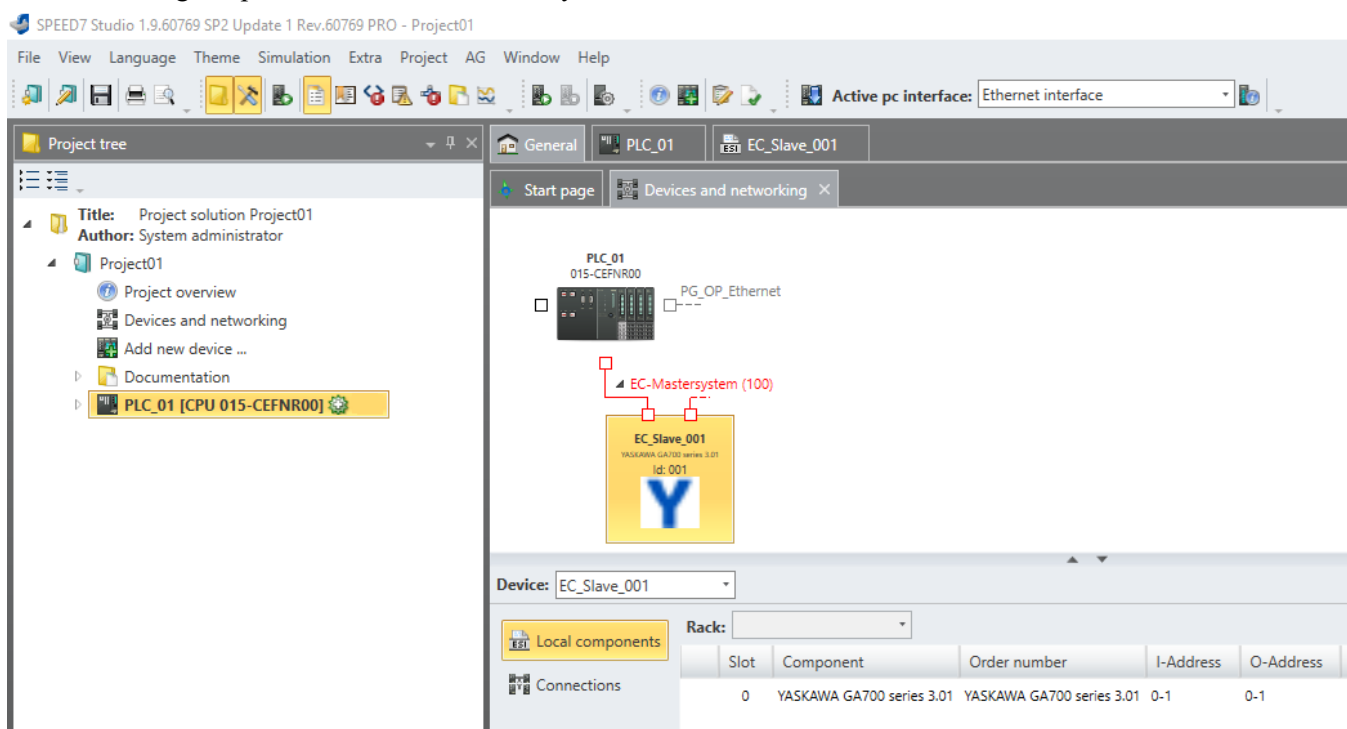 SPEED7 Studio 1.9.60769 SP2 Update 1 Rev.60769 PRO - Project01
File View Language Theme Simulation Extra Project AG Window Help
Active pc interface: Ethernet interface
Project tree
General PLC_01 ESI EC_Slave_001
Start page Devices and networking
Title: Project solution Project01
Author: System administrator
Project01
Project overview
Devices and networking
Add new device ...
Documentation
PLC_01 [CPU 015-CEFNR00]
PLC_01
015-CEFNR00
PG_OP_Ethernet
EC-Mastersystem (100)
EC_Slave_001
YASKAWA GA700 series 3.01
Id: 001
Y
Device: EC_Slave_001
ESI Local components
Connections
Rack:
Slot Component Order number I-Address O-Address
0 YASKAWA GA700 series 3.01 YASKAWA GA700 series 3.01 0-1 0-1